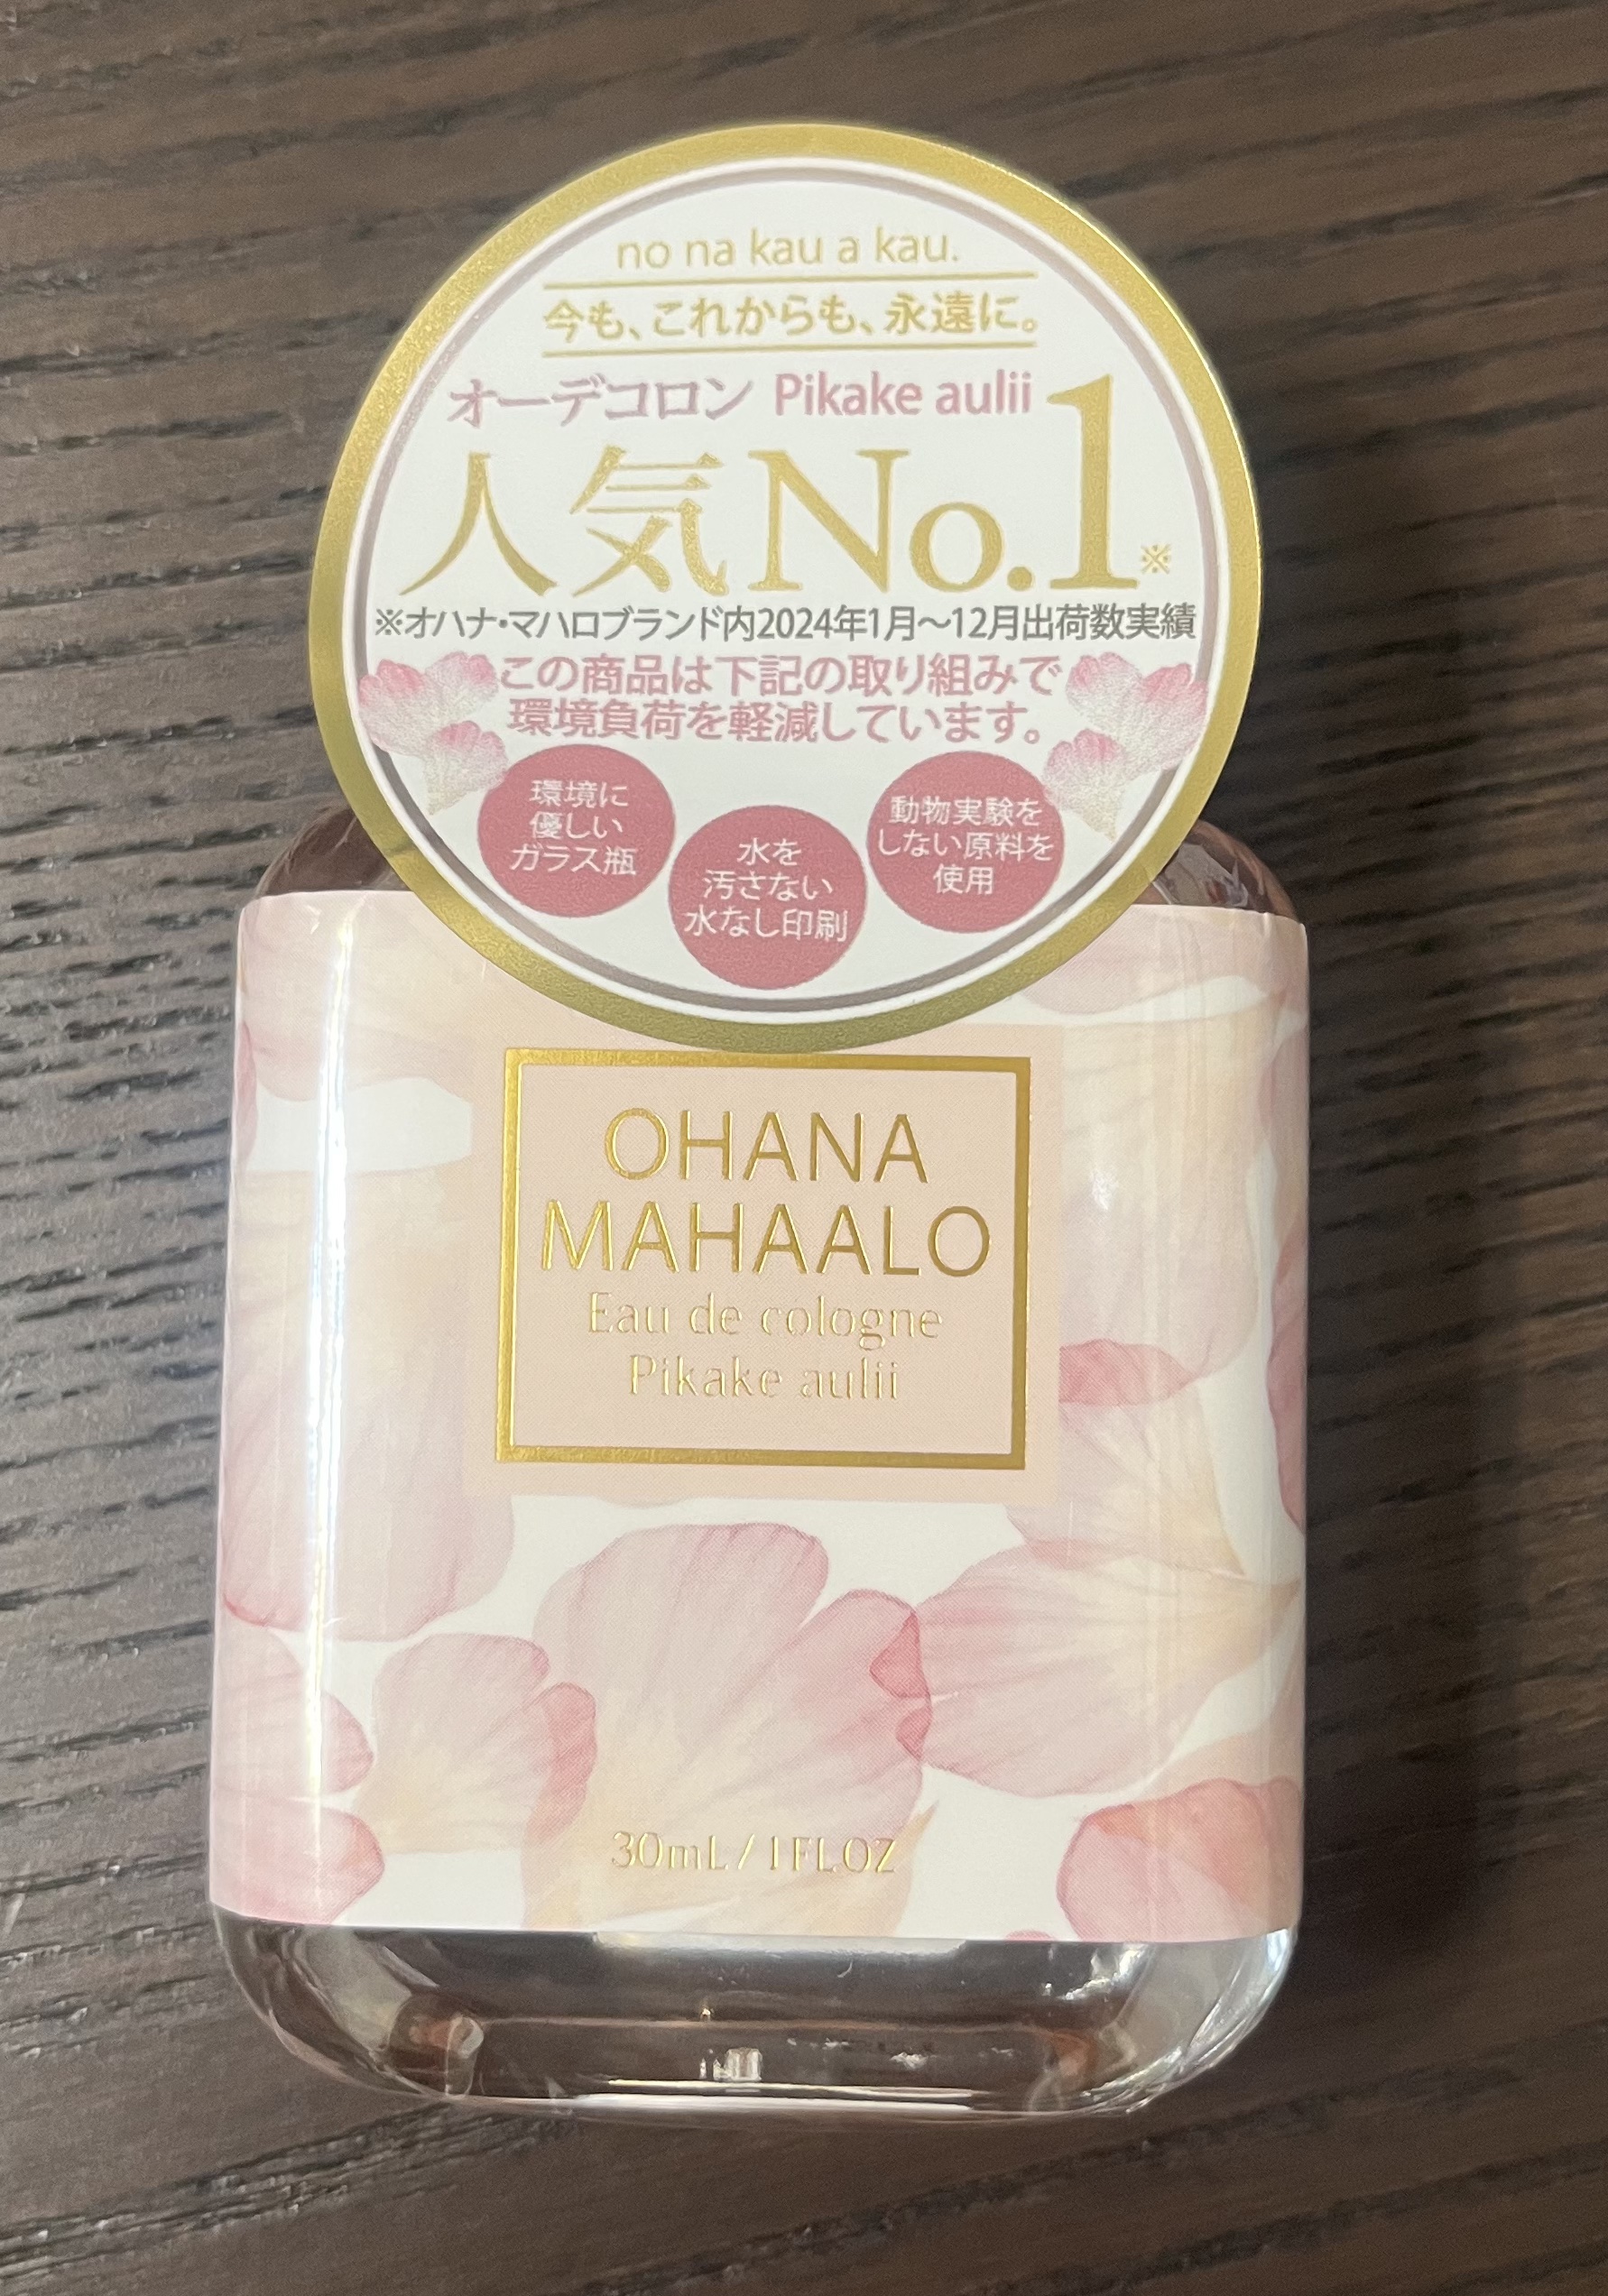 no na kau a kau.
今も、これからも、永遠に。
オーデコロン Pikake aulii
人気No.1※
※オハナ・マハロブランド内2024年1月〜12月出荷数実績
この商品は下記の取り組みで
環境負荷を軽減しています。
環境に
優しい
ガラス瓶
水を
汚さない
水なし印刷
動物実験を
しない原料を
使用
OHANA
MAHAALO
Eau de cologne
Pikake aulii
30mL / 1FLOZ